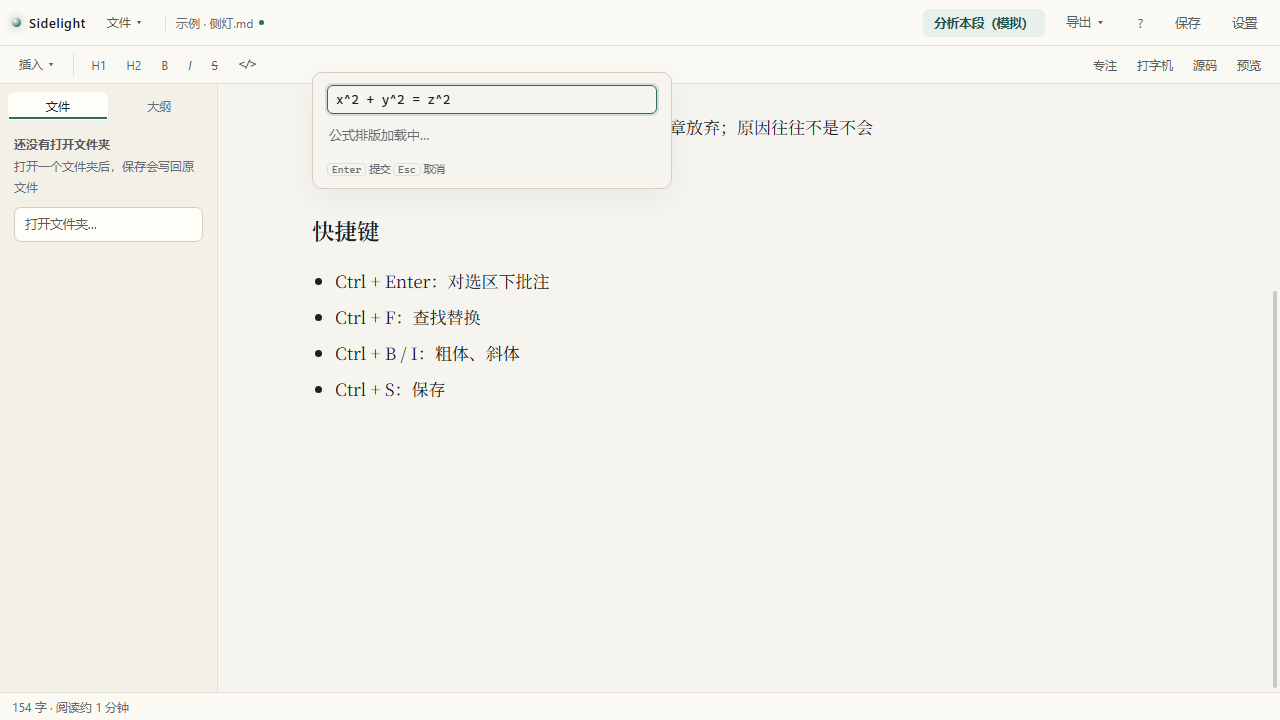 Sidelight 文件 示例 · 侧灯.md 分析本段（模拟） 导出 ? 保存 设置
插入 H1 H2 B I S </> 专注 打字机 源码 预览
文件 大纲
还没有打开文件夹
打开一个文件夹后，保存会写回原
文件
打开文件夹…
x^2 + y^2 = z^2
公式排版加载中…
Enter 提交 Esc 取消
章放弃；原因往往不是不会
快捷键
Ctrl + Enter：对选区下批注
Ctrl + F：查找替换
Ctrl + B / I：粗体、斜体
Ctrl + S：保存
154 字 · 阅读约 1 分钟